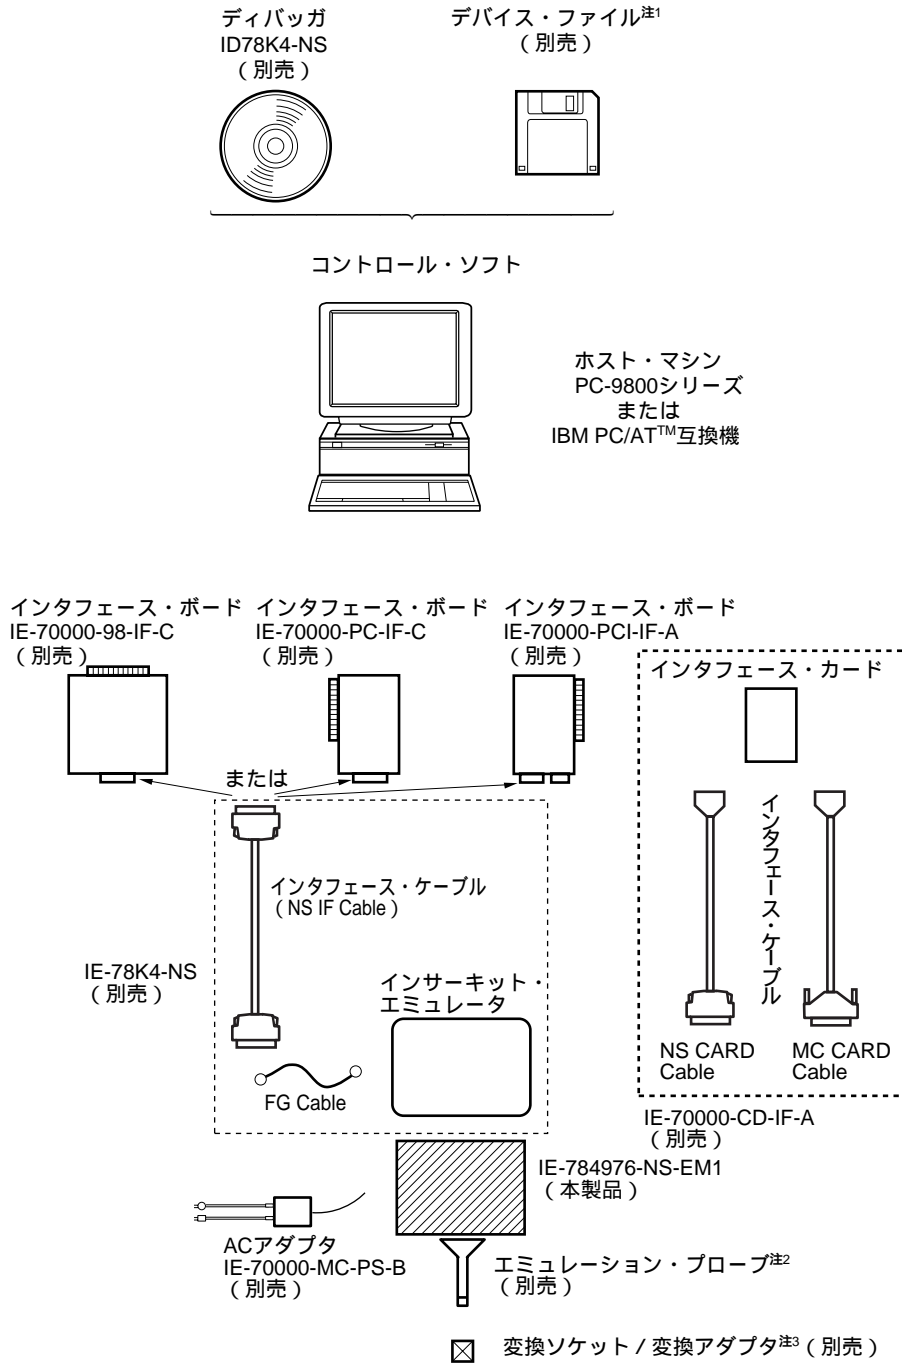 ディバッガ
ID78K4-NS
(別売)
デバイス・ファイル注1
(別売)
コントロール・ソフト
ホスト・マシン
PC-9800シリーズ
または
IBM PC/AT™互換機
インタフェース・ボード
IE-70000-98-IF-C
(別売)
インタフェース・ボード
IE-70000-PC-IF-C
(別売)
インタフェース・ボード
IE-70000-PCI-IF-A
(別売)
インタフェース・カード
または
インタフェース・ケーブル
(NS IF Cable)
インタフェース・ケーブル
IE-78K4-NS
(別売)
インサーキット・
エミュレータ
FG Cable
NS CARD
Cable
MC CARD
Cable
IE-70000-CD-IF-A
(別売)
IE-784976-NS-EM1
(本製品)
ACアダプタ
IE-70000-MC-PS-B
(別売)
エミュレーション・プローブ注2
(別売)
変換ソケット/変換アダプタ注3(別売)